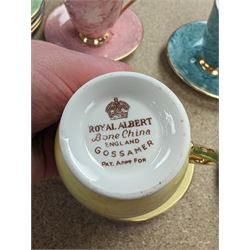 ROYAL ALBERT
Bone China
ENGLAND
GOSSAMER
PAT. APP FOR